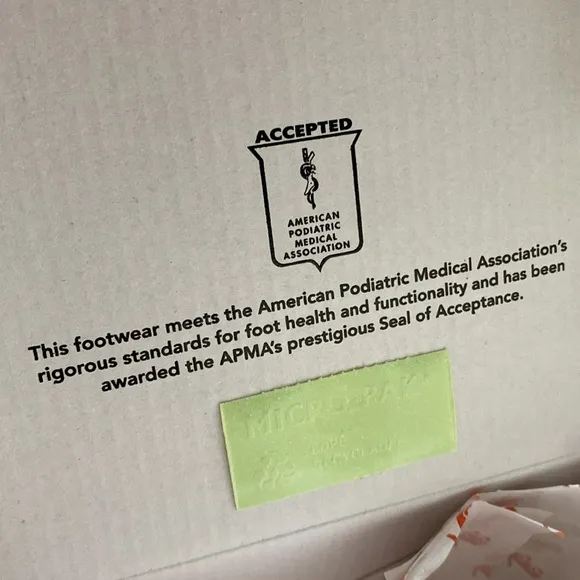 ACCEPTED
AMERICAN
PODIATRIC
MEDICAL
ASSOCIATION
This footwear meets the American Podiatric Medical Association's
rigorous standards for foot health and functionality and has been
awarded the APMA's prestigious Seal of Acceptance.
MICRO-PAK